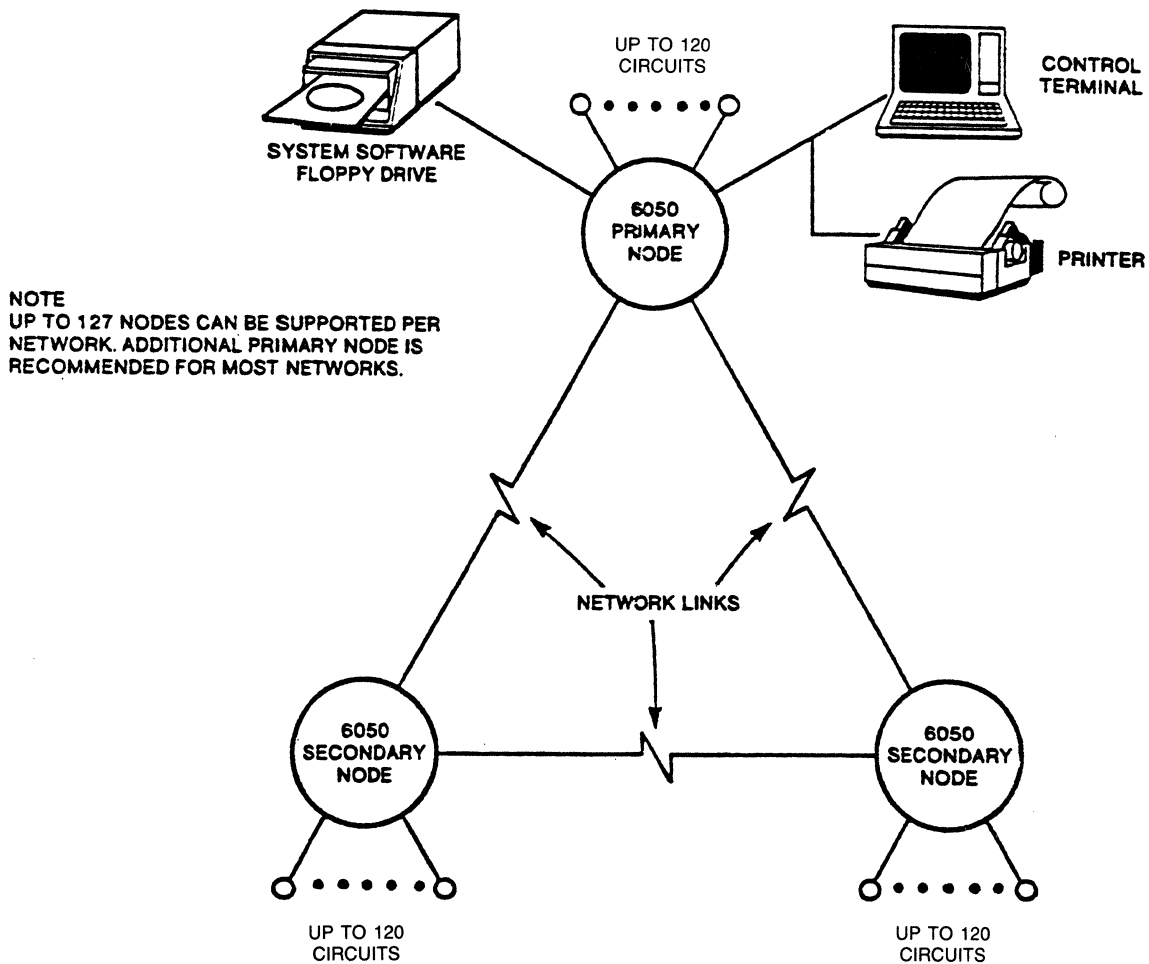 UP TO 120
CIRCUITS
CONTROL
TERMINAL
SYSTEM SOFTWARE
FLOPPY DRIVE
6050
PRIMARY
NODE
PRINTER
NOTE
UP TO 127 NODES CAN BE SUPPORTED PER
NETWORK. ADDITIONAL PRIMARY NODE IS
RECOMMENDED FOR MOST NETWORKS.
NETWORK LINKS
6050
SECONDARY
NODE
6050
SECONDARY
NODE
UP TO 120
CIRCUITS
UP TO 120
CIRCUITS